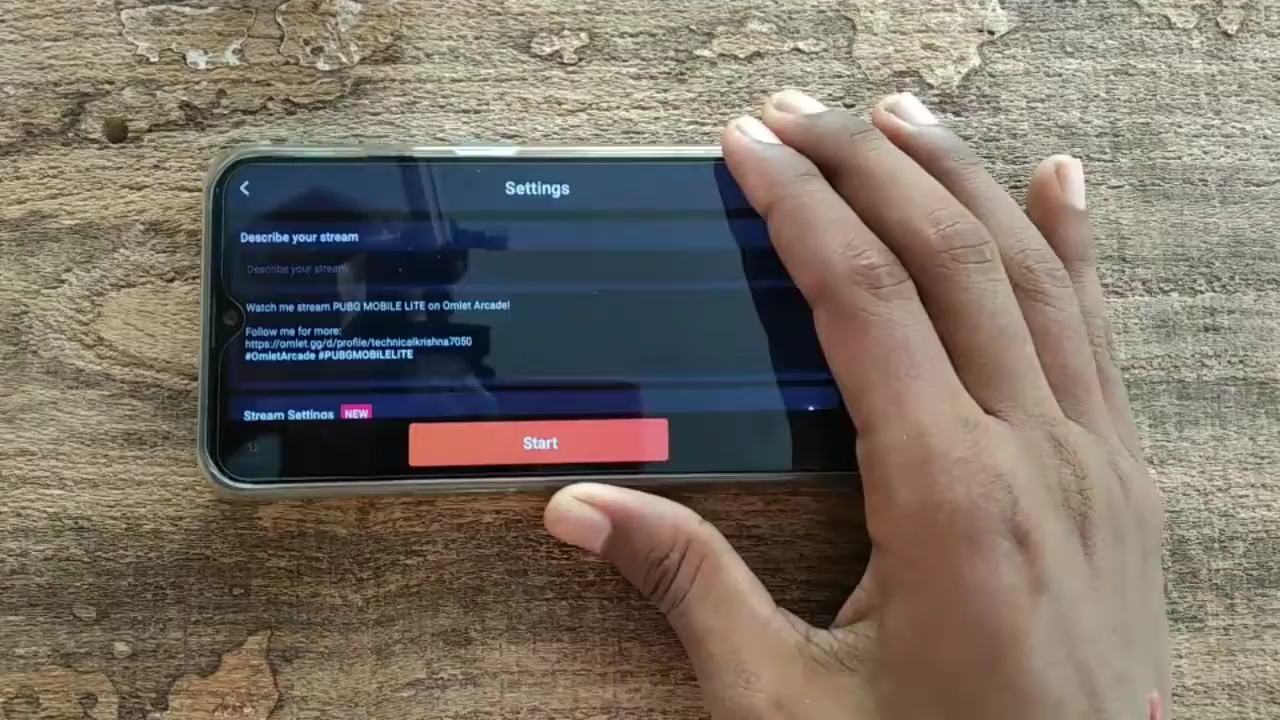 Settings
Describe your stream
Describe your stream
Watch me stream PUBG MOBILE LITE on Omlet Arcade!
Follow me for more:
https://omlet.gg/d/profile/technicalkrishna7050
#OmletArcade #PUBGMOBILELITE
Stream Settings NEW
Start